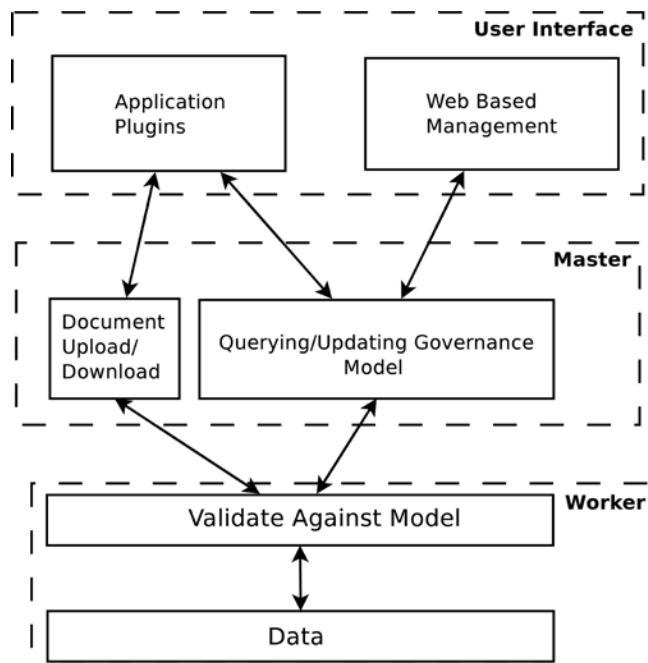 User Interface
Application
Plugins
Web Based
Management
Master
Document
Upload/
Download
Querying/Updating Governance
Model
Worker
Validate Against Model
Data